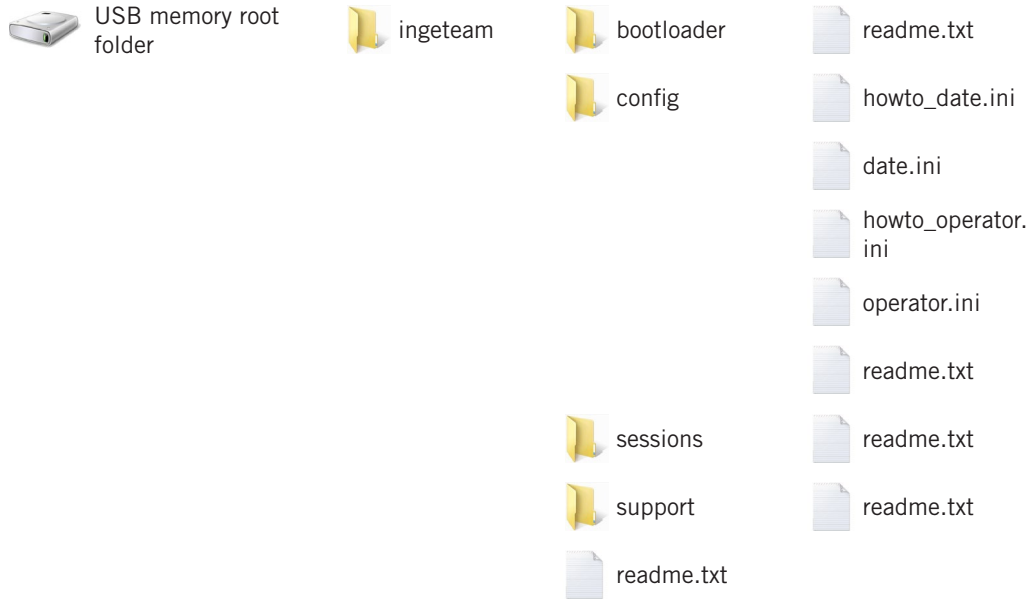 USB memory root
folder
ingeteam
bootloader
readme.txt
config
howto_date.ini
date.ini
howto_operator.
ini
operator.ini
readme.txt
sessions
readme.txt
support
readme.txt
readme.txt